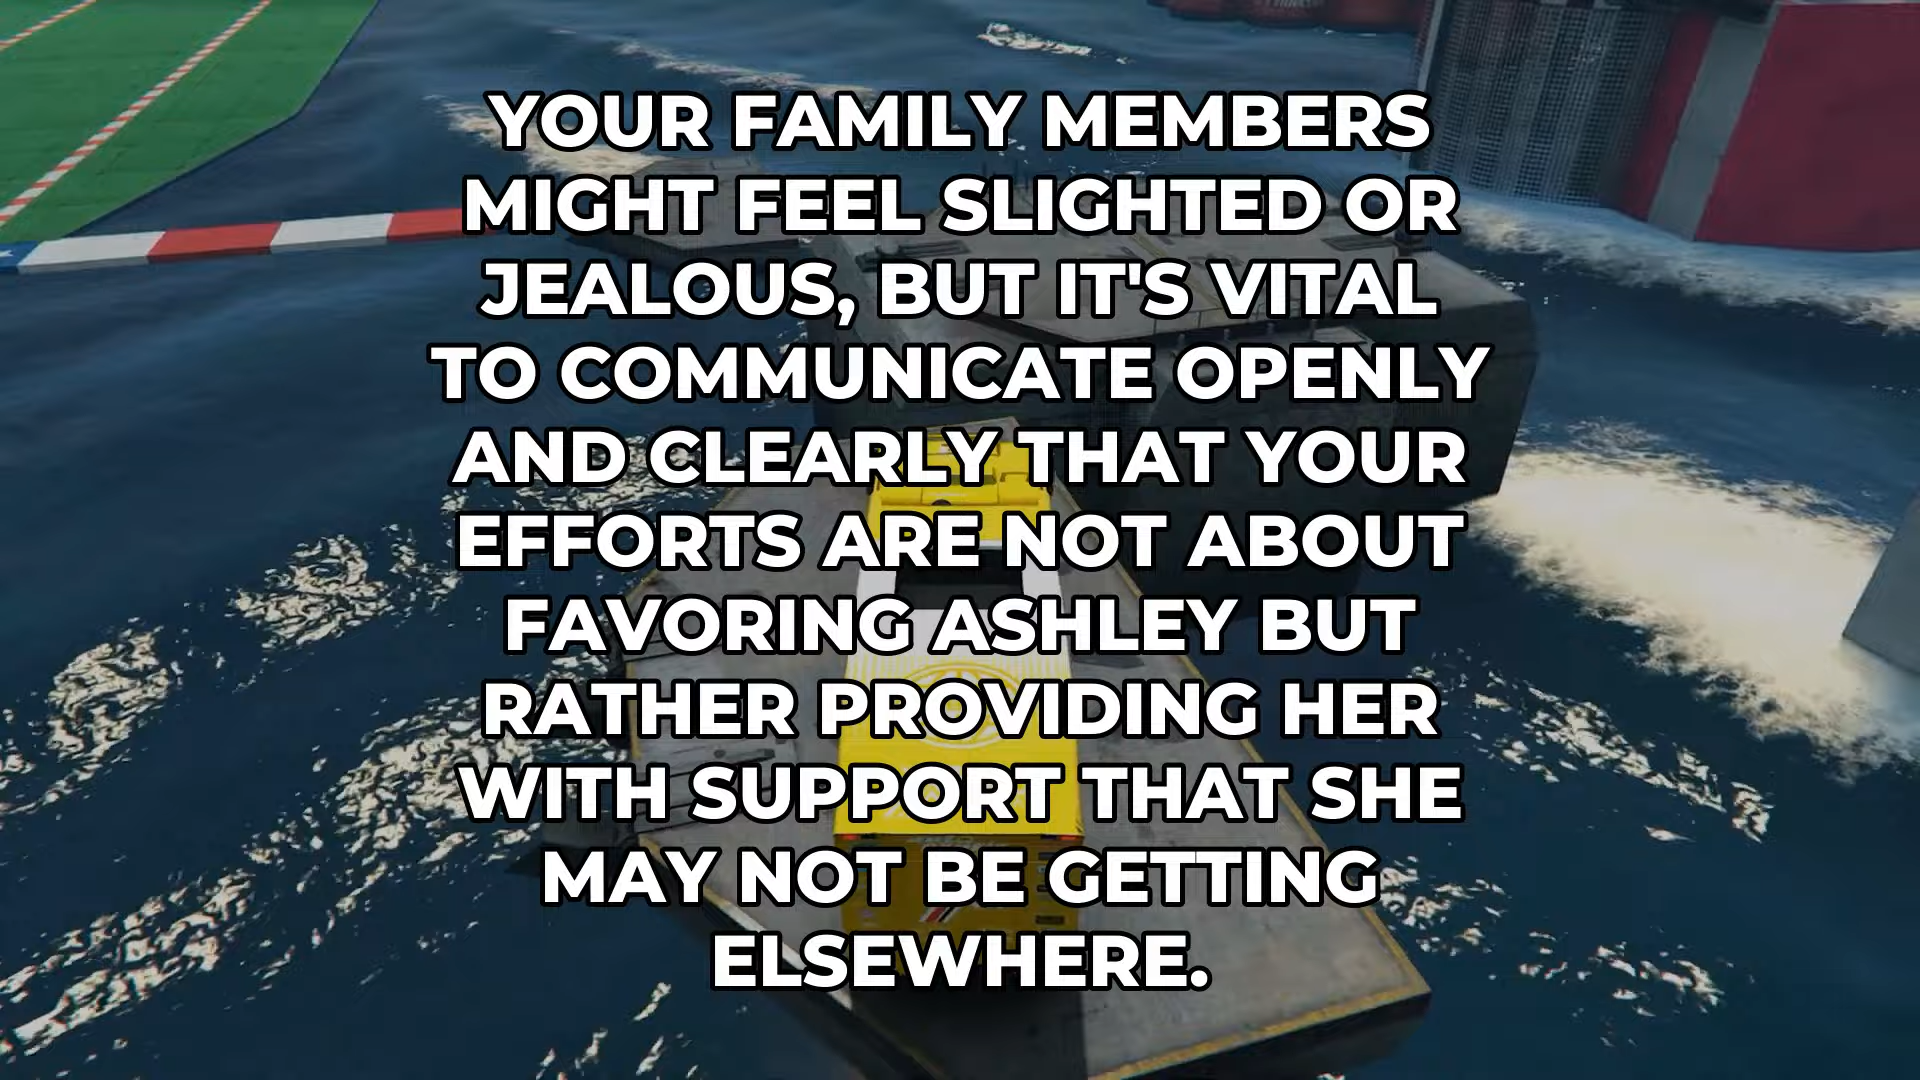 YOUR FAMILY MEMBERS
MIGHT FEEL SLIGHTED OR
JEALOUS, BUT IT'S VITAL
TO COMMUNICATE OPENLY
AND CLEARLY THAT YOUR
EFFORTS ARE NOT ABOUT
FAVORING ASHLEY BUT
RATHER PROVIDING HER
WITH SUPPORT THAT SHE
MAY NOT BE GETTING
ELSEWHERE.